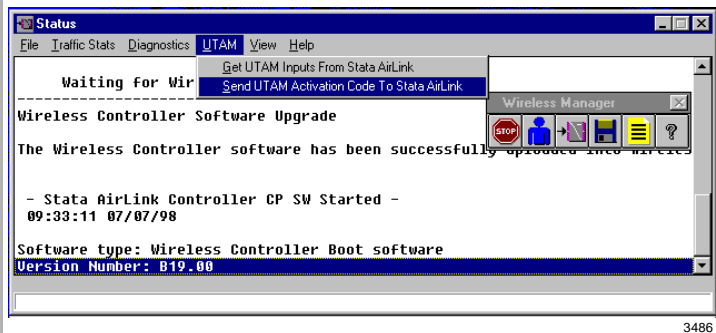 Status
File Traffic Stats Diagnostics UTAM View Help
Get UTAM Inputs From Stata AirLink
Send UTAM Activation Code To Stata AirLink
Waiting for Wir
Wireless Manager
STOP
?
Wireless Controller Software Upgrade
The Wireless Controller software has been successfully uploaded into wireles
- Stata AirLink Controller CP SW Started -
09:33:11 07/07/98
Software type: Wireless Controller Boot software
Version Number: B19.00
3486